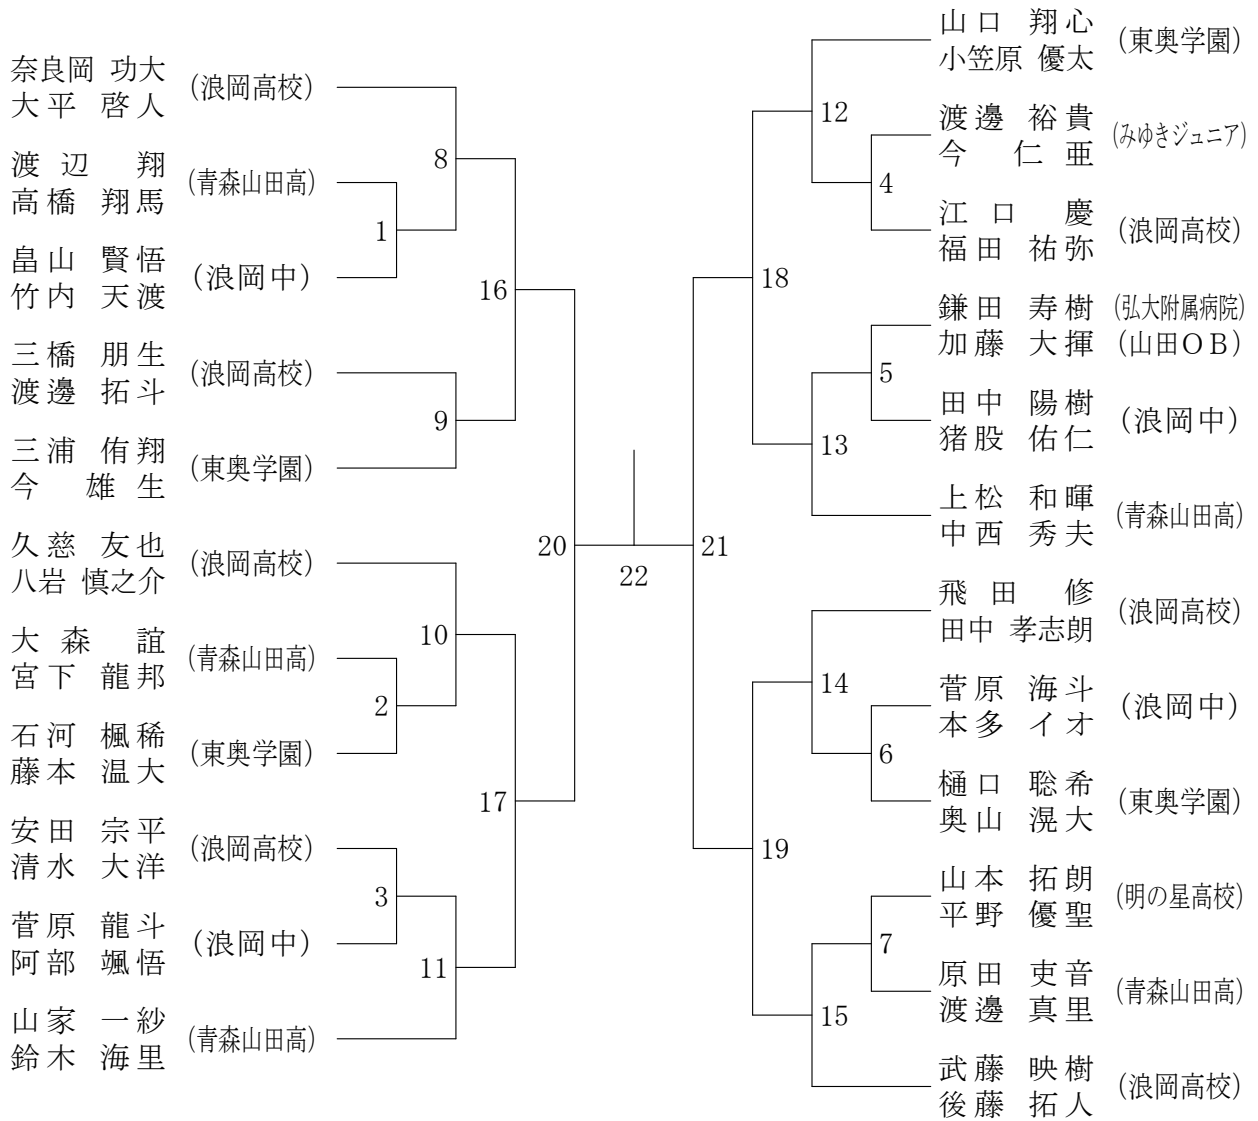 奈良岡 功大
大平 啓人
(浪岡高校)
渡辺 翔
高橋 翔馬
(青森山田高)
畠山 賢悟
竹内 天渡
(浪岡中)
三橋 朋生
渡邊 拓斗
(浪岡高校)
三浦 侑翔
今 雄生
(東奥学園)
久慈 友也
八岩 慎之介
(浪岡高校)
大森 誼
宮下 龍邦
(青森山田高)
石河 楓稀
藤本 温大
(東奥学園)
安田 宗平
清水 大洋
(浪岡高校)
菅原 龍斗
阿部 颯悟
(浪岡中)
山家 一紗
鈴木 海里
(青森山田高)
1
2
3
8
9
10
11
16
17
20
22
21
18
19
12
13
14
15
4
5
6
7
山口 翔心
小笠原 優太
(東奥学園)
渡邊 裕貴
今 仁亜
(みゆきジュニア)
江口 慶
福田 祐弥
(浪岡高校)
鎌田 寿樹 (弘大附属病院)
加藤 大揮 (山田OB)
田中 陽樹
猪股 佑仁
(浪岡中)
上松 和暉
中西 秀夫
(青森山田高)
飛田 修
田中 孝志朗
(浪岡高校)
菅原 海斗
本多 イオ
(浪岡中)
樋口 聡希
奥山 滉大
(東奥学園)
山本 拓朗
平野 優聖
(明の星高校)
原田 吏音
渡邊 真里
(青森山田高)
武藤 映樹
後藤 拓人
(浪岡高校)